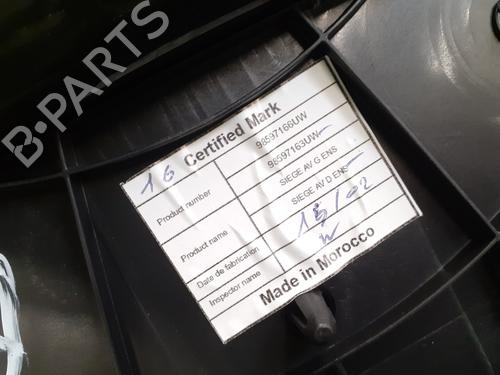 B-PARTS
16 Certified Mark
Product number
98597166UW
98597163UW
Product name
SIEGE AV G ENS
SIEGE AV D ENS
Date de fabrication
Inspector name
Made in Morocco